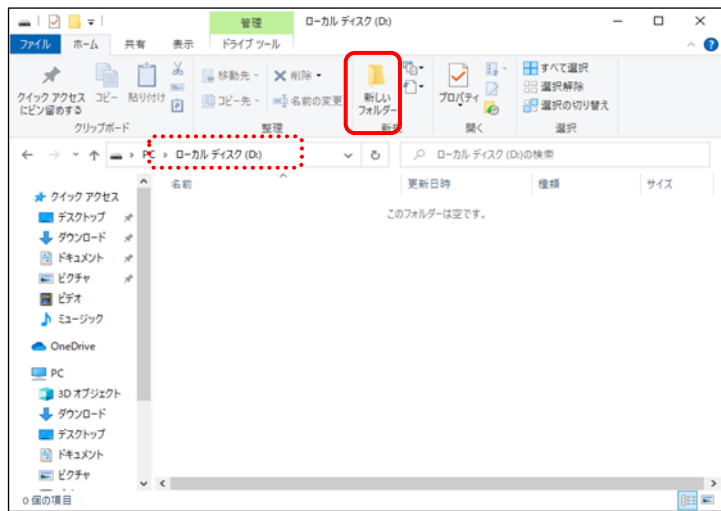 管理 ローカル ディスク (D:)
ファイル ホーム 共有 表示 ドライブ ツール
クイック アクセス
にピン留めする
コピー 貼り付け
移動先 削除
コピー先 名前の変更
新しい
フォルダー
プロパティ
すべて選択
選択解除
選択の切り替え
クリップボード 整理 新規 開く 選択
PC › ローカル ディスク (D:) ローカル ディスク (D:)の検索
名前 更新日時 種類 サイズ
このフォルダーは空です。
クイック アクセス
デスクトップ
ダウンロード
ドキュメント
ピクチャ
ビデオ
ミュージック
OneDrive
PC
3D オブジェクト
ダウンロード
デスクトップ
ドキュメント
ピクチャ
0 個の項目